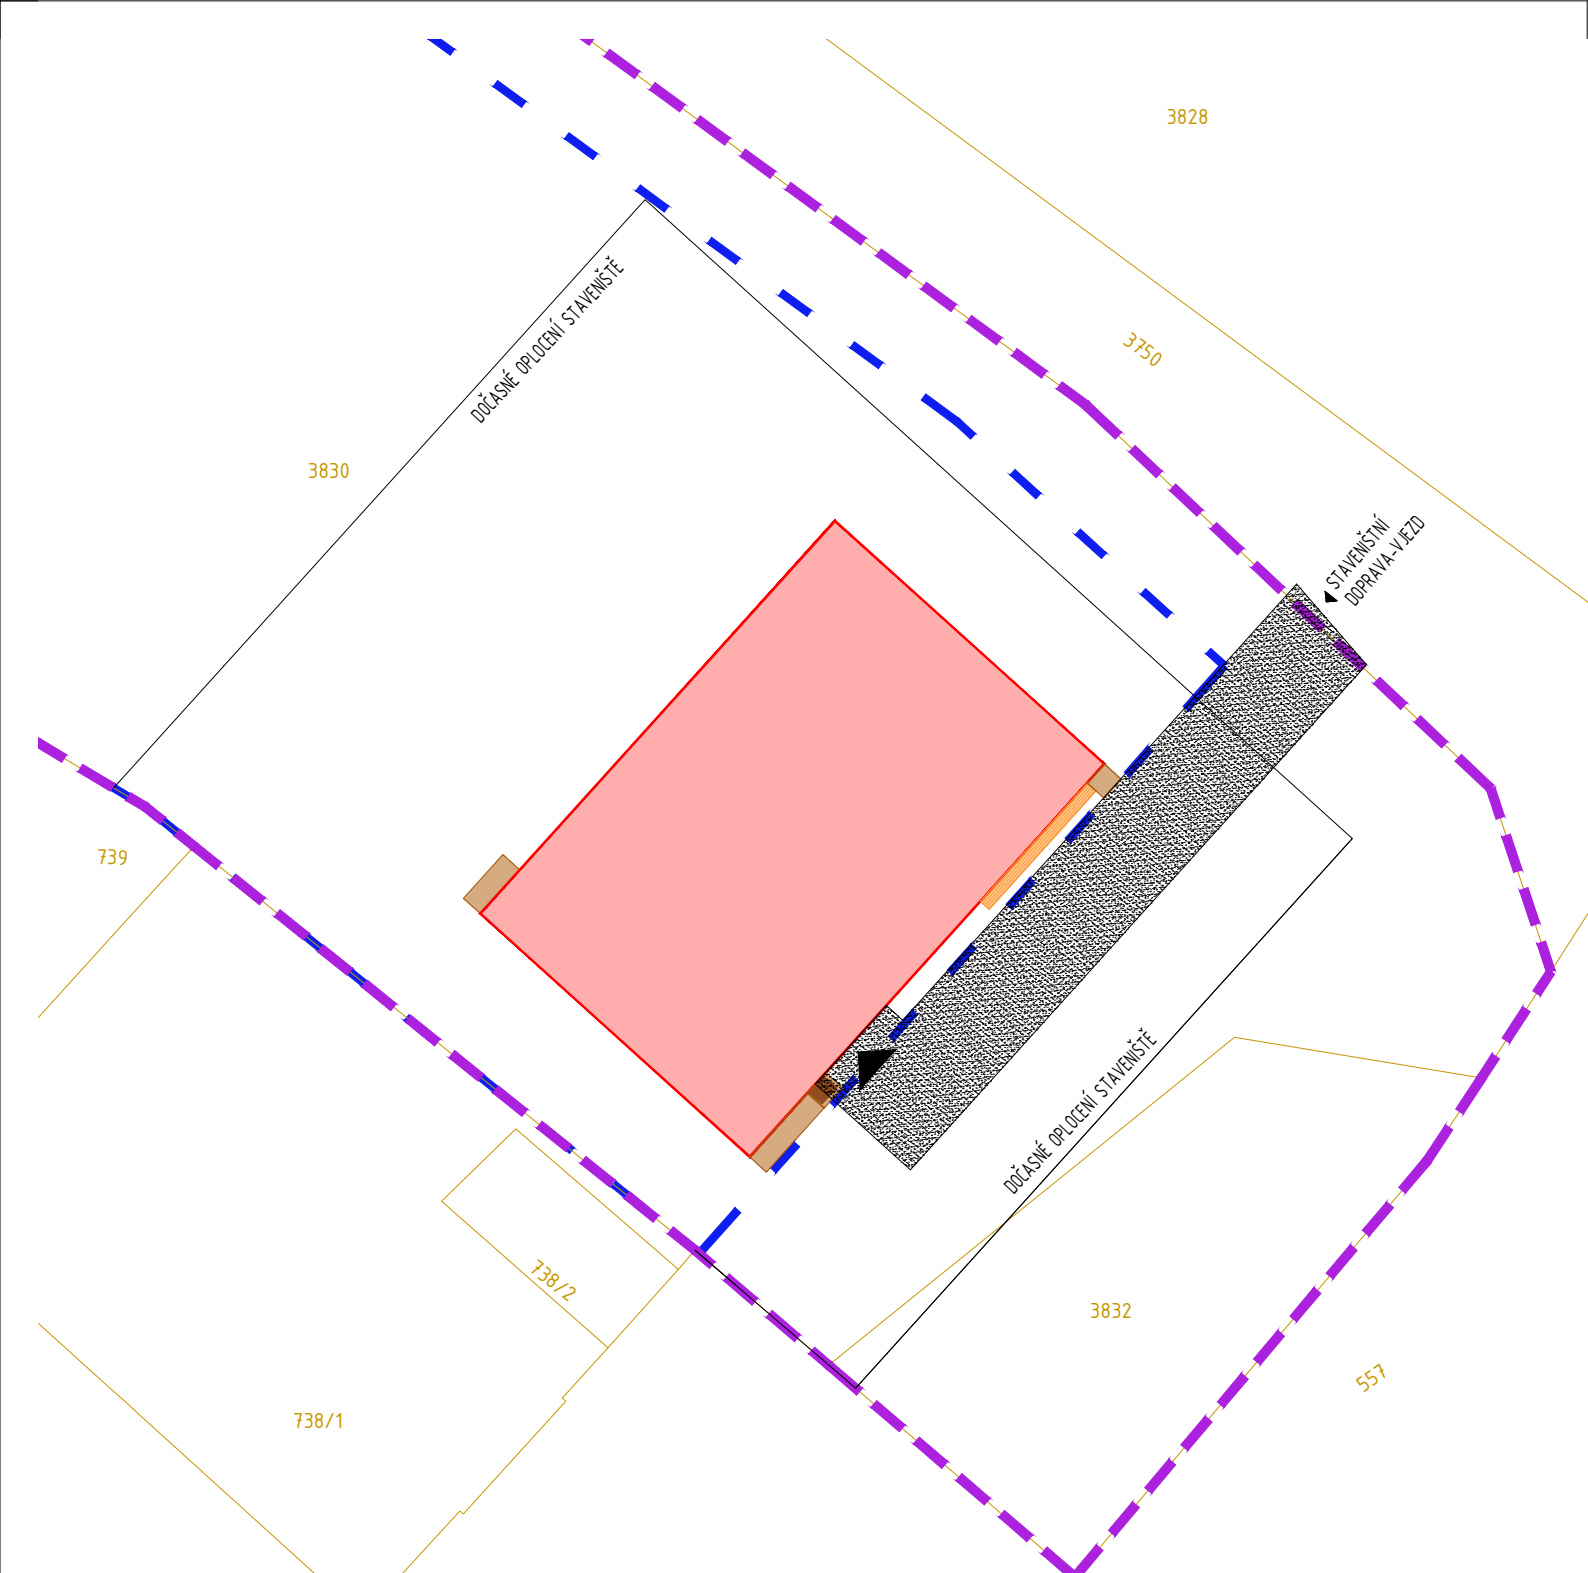 3828
3750
DOČASNÉ OPLOCENÍ STAVENIŠTĚ
3830
STAVENIŠTNÍ
DOPRAVA-VJEZD
739
DOČASNÉ OPLOCENÍ STAVENIŠTĚ
738/2
3832
557
738/1